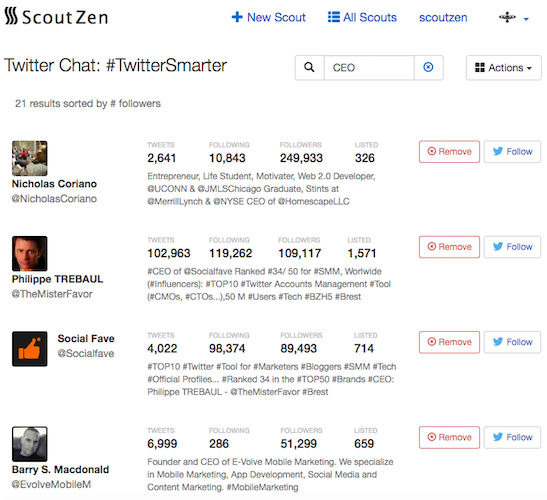 Scout Zen
+ New Scout
All Scouts
scoutzen
Twitter Chat: #TwitterSmarter
CEO
Actions
21 results sorted by # followers
TWEETS FOLLOWING FOLLOWERS LISTED
2,641 10,843 249,933 326
Remove
Follow
Entrepreneur, Life Student, Motivater, Web 2.0 Developer,
@UCONN & @JMLSChicago Graduate, Stints at
@MerrillLynch & @NYSE CEO of @HomescapeLLC
Nicholas Coriano
@NicholasCoriano
TWEETS FOLLOWING FOLLOWERS LISTED
102,963 119,262 109,117 1,571
Remove
Follow
#CEO of @Socialfave Ranked #34/ 50 for #SMM, Worlwide
(#Influencers): #TOP10 #Twitter Accounts Management #Tool
(#CMOs, #CTOs...),50 M #Users #Tech #BZH5 #Brest
Philippe TREBAUL
@TheMisterFavor
Social Fave
@Socialfave
TWEETS FOLLOWING FOLLOWERS LISTED
4,022 98,374 89,493 714
Remove
Follow
#TOP10 #Twitter #Tool for #Marketers #Bloggers #SMM #Tech
#Official Profiles... #Ranked 34 in the #TOP50 #Brands #CEO:
Philippe TREBAUL - @TheMisterFavor #Brest
TWEETS FOLLOWING FOLLOWERS LISTED
6,999 286 51,299 659
Remove
Follow
Founder and CEO of E-Volve Mobile Marketing. We specialize
in Mobile Marketing, App Development, Social Media and
Content Marketing. #MobileMarketing
Barry S. Macdonald
@EvolveMobileM